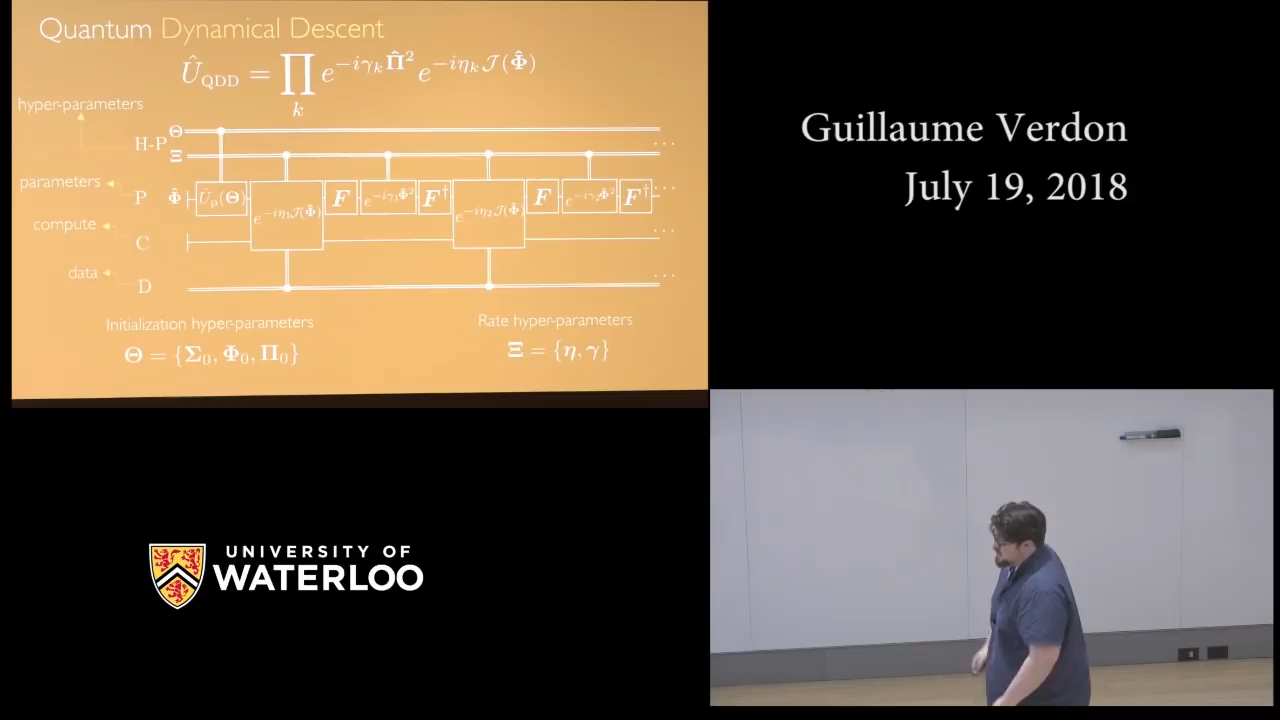 Quantum Dynamical Descent
Û_QDD = ∏_k e^{-iγ_k Π̂²} e^{-iη_k 𝒥(Φ̂)}
hyper-parameters
H-P Θ
Ξ
...
parameters P Φ̂ Û_p(Θ) e^{-iη₁𝒥(Φ̂)} F e^{-iγ₁Φ̂²} F† e^{-iη₂𝒥(Φ̂)} F e^{-iγ₂Φ̂²} F† ...
compute C ...
data D ...
Initialization hyper-parameters
Θ = {Σ₀, Φ₀, Π₀}
Rate hyper-parameters
Ξ = {η, γ}
Guillaume Verdon
July 19, 2018
UNIVERSITY OF
WATERLOO